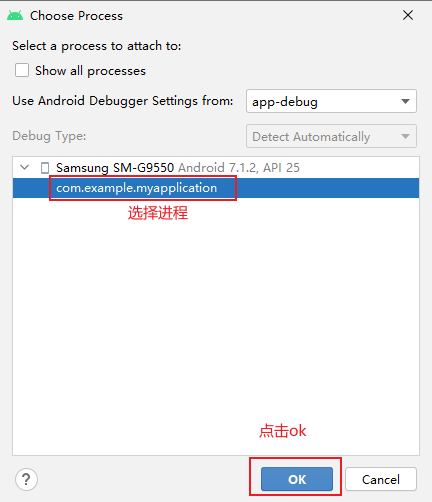 Choose Process
Select a process to attach to:
Show all processes
Use Android Debugger Settings from: app-debug
Debug Type: Detect Automatically
Samsung SM-G9550 Android 7.1.2, API 25
com.example.myapplication
选择进程
点击ok
? OK Cancel